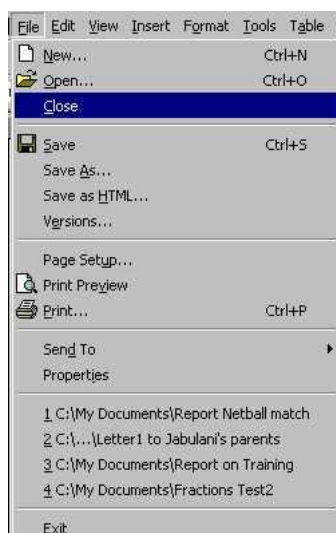 File Edit View Insert Format Tools Table
New... Ctrl+N
Open... Ctrl+O
Close
Save Ctrl+S
Save As...
Save as HTML...
Versions...
Page Setup...
Print Preview
Print... Ctrl+P
Send To
Properties
1 C:\My Documents\Report Netball match
2 C:\...\Letter1 to Jabulani's parents
3 C:\My Documents\Report on Training
4 C:\My Documents\Fractions Test2
Exit